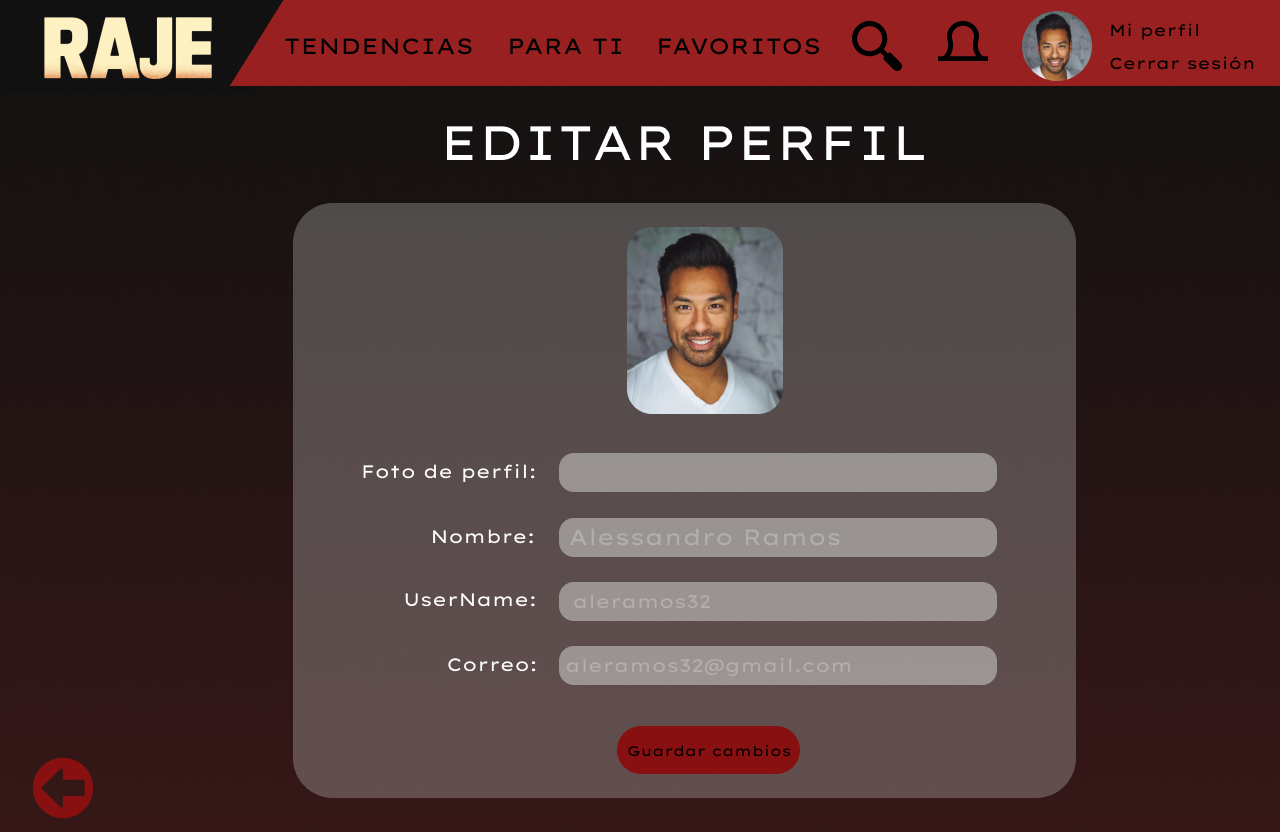 RAJE
TENDENCIAS
PARA TI
FAVORITOS
Mi perfil
Cerrar sesión
EDITAR PERFIL
Foto de perfil:
Nombre: Alessandro Ramos
UserName: aleramos32
Correo: aleramos32@gmail.com
Guardar cambios